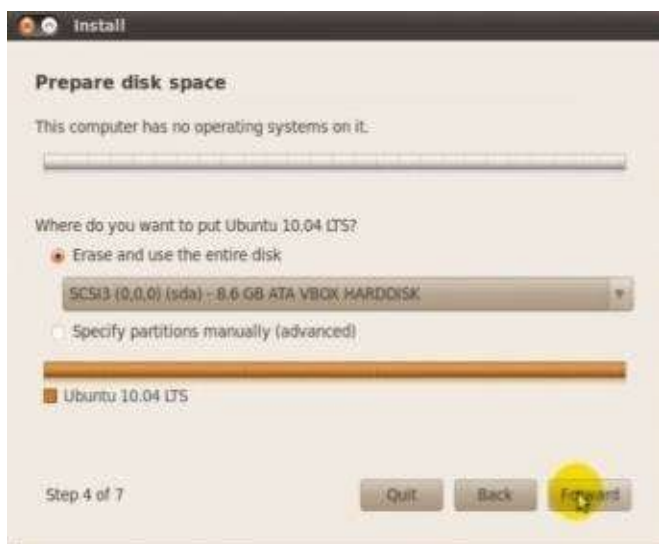 Install
Prepare disk space
This computer has no operating systems on it.
Where do you want to put Ubuntu 10.04 LTS?
Erase and use the entire disk
SCSI3 (0,0,0) (sda) - 8.6 GB ATA VBOX HARDDISK
Specify partitions manually (advanced)
Ubuntu 10.04 LTS
Step 4 of 7
Quit
Back
Forward